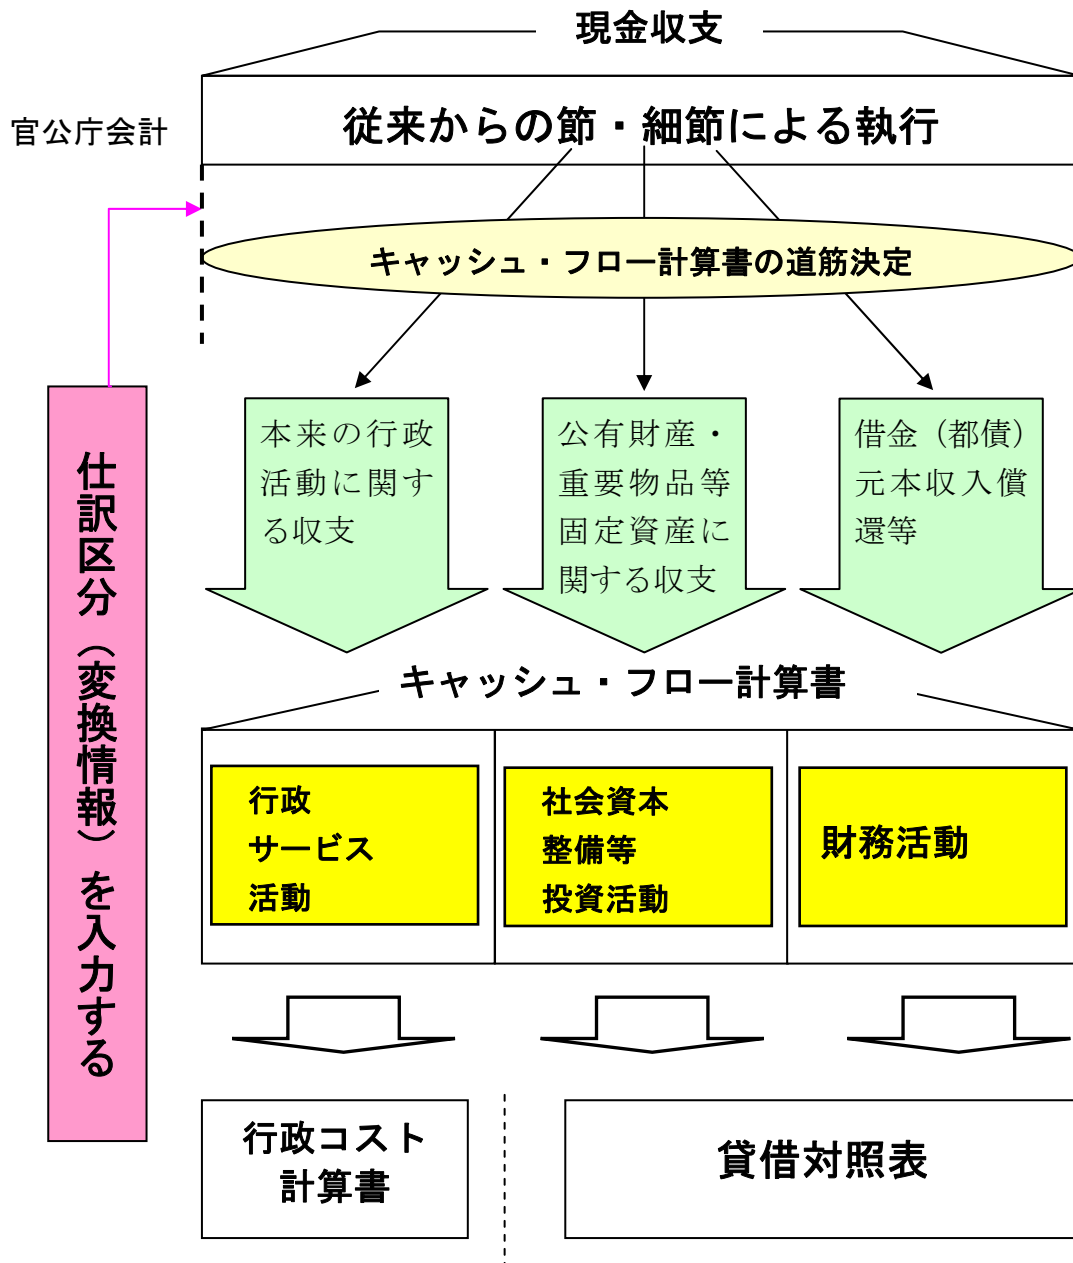 現金収支
官公庁会計
従来からの節・細節による執行
キャッシュ・フロー計算書の道筋決定
仕訳区分（変換情報）を入力する
本来の行政
活動に関す
る収支
公有財産・
重要物品等
固定資産に
関する収支
借金（都債）
元本収入償
還等
キャッシュ・フロー計算書
行政
サービス
活動
社会資本
整備等
投資活動
財務活動
行政コスト
計算書
貸借対照表